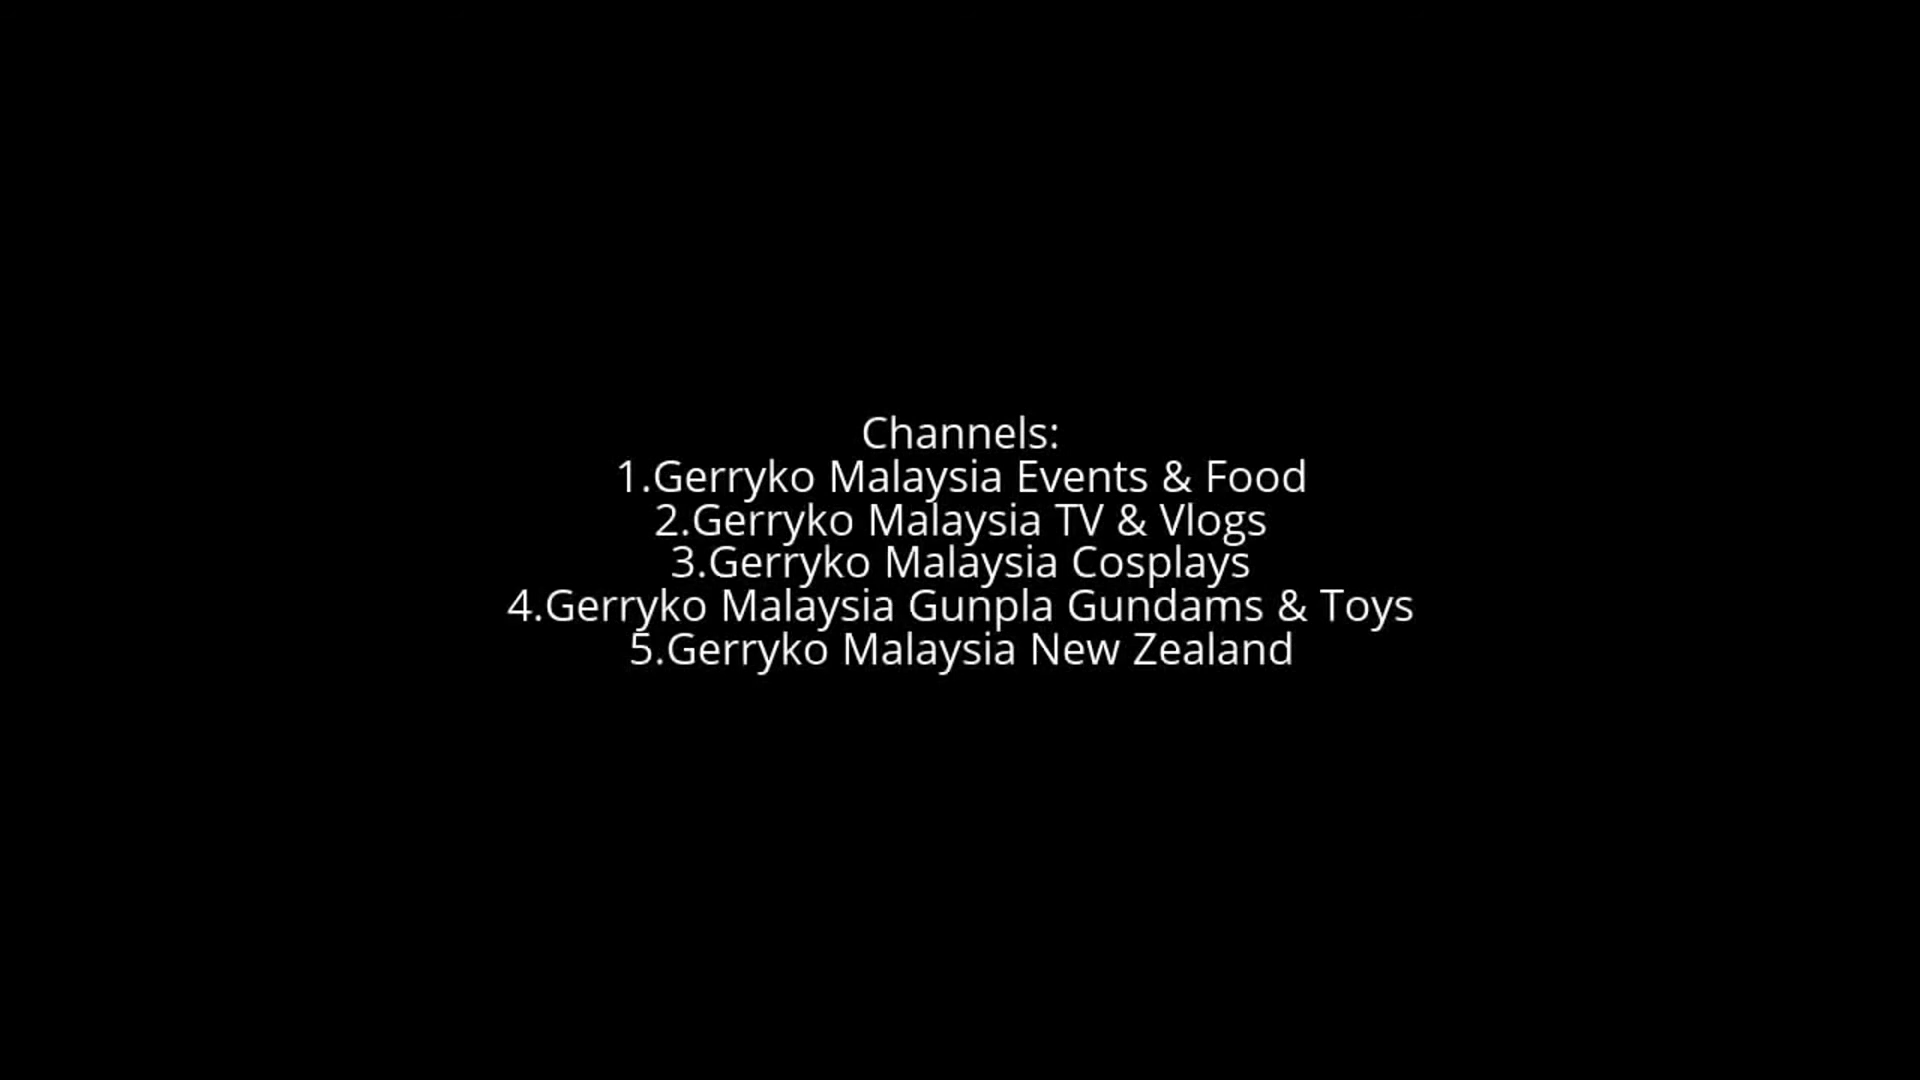 Channels:
1.Gerryko Malaysia Events & Food
2.Gerryko Malaysia TV & Vlogs
3.Gerryko Malaysia Cosplays
4.Gerryko Malaysia Gunpla Gundams & Toys
5.Gerryko Malaysia New Zealand